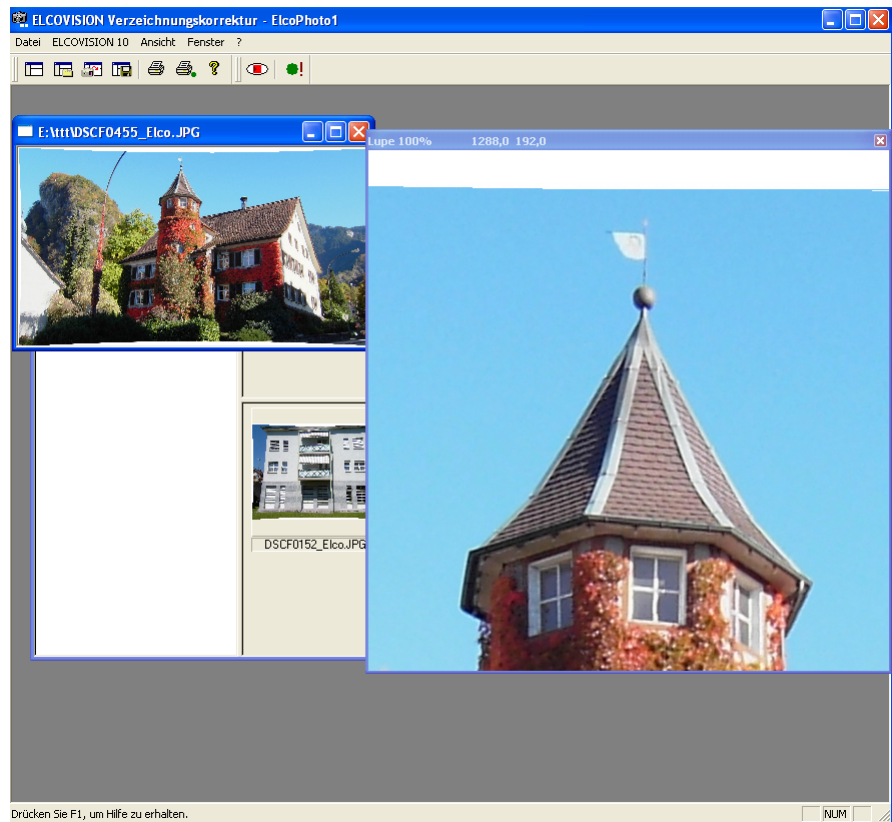 ELCOVISION Verzeichnungskorrektur - ElcoPhoto1
Datei ELCOVISION 10 Ansicht Fenster ?
E:\ttt\DSCF0455_Elco.JPG
Lupe 100% 1288,0 192,0
DSCF0152_Elco.JPG
Drücken Sie F1, um Hilfe zu erhalten.
NUM